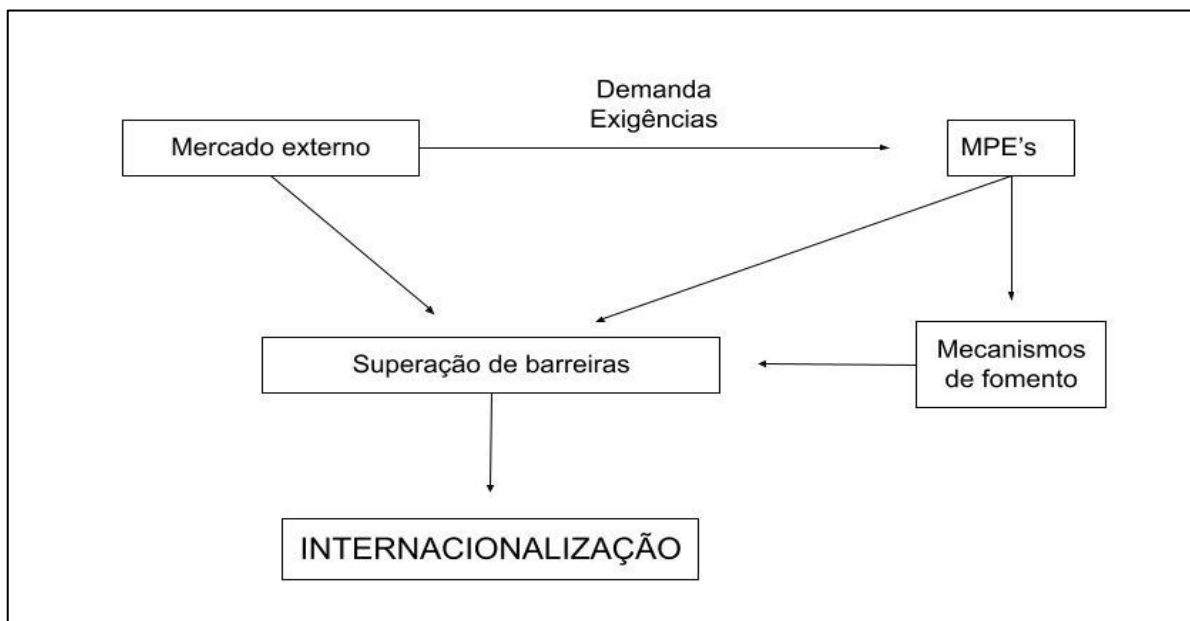 Demanda
Exigências
Mercado externo
MPE's
Superação de barreiras
Mecanismos
de fomento
INTERNACIONALIZAÇÃO